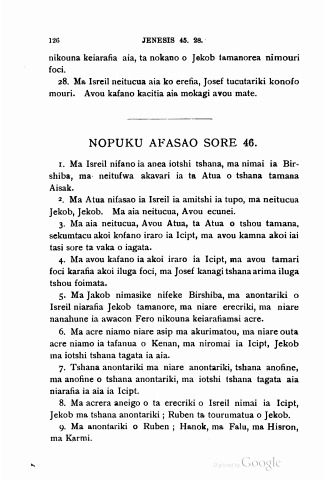 126 JENESIS 45. 28.
nikouna keiarafia aia, ta nokano o Jekob tamanorea nimouri
foci.
28. Ma Isreil neitucua aia ko erefia, Josef tucutariki konofo
mouri. Avou kafano kacitia aia mokagi avou mate.
NOPUKU AFASAO SORE 46.
1. Ma Isreil nifano ia anea iotshi tshana, ma nimai ia Bir-
shiba, ma neitufwa akavari ia ta Atua o tshana tamana
Aisak.
2. Ma Atua nifasao ia Isreil ia amitshi ia tupo, ma neitucua
Jekob, Jekob. Ma aia neitucua, Avou ecunei.
3. Ma aia neitucua, Avou Atua, ta Atua o tshou tamana,
sekumtacu akoi kofano iraro ia Icipt, ma avou kamna akoi iai
tasi sore ta vaka o iagata.
4. Ma avou kafano ia akoi iraro ia Icipt, ma avou tamari
foci karafia akoi iluga foci, ma Josef kanagi tshana arima iluga
tshou foimata.
5. Ma Jakob nimasike nifeke Birshiba, ma anontariki o
Isreil niarafia Jekob tamanore, ma niare erecriki, ma niare
nanahune ia awacon Fero nikouna keiarafiamai acre.
6. Ma acre niamo niare asip ma akurimatou, ma niare outa
acre niamo ia tafanua o Kenan, ma niromai ia Icipt, Jekob
ma iotshi tshana tagata ia aia.
7. Tshana anontariki ma niare anontariki, tshana anofine,
ma anofine o tshana anontariki, ma iotshi tshana tagata aia
niarafia ia aia ia Icipt.
8. Ma acrera aneigo o ta erecriki o Isreil nimai ia Icipt,
Jekob ma tshana anontariki; Ruben ta tourumatua o Jekob.
9. Ma anontariki o Ruben; Hanok, ma Falu, ma Hisron,
ma Karmi.
Digitized by Google